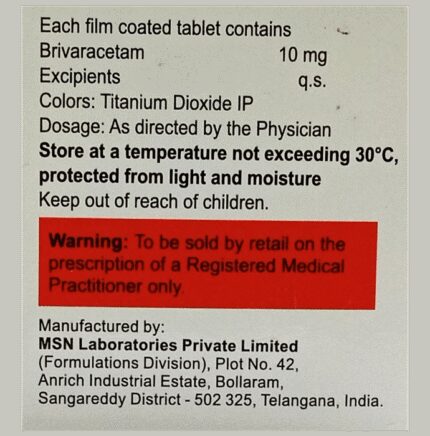 Each film coated tablet contains
Brivaracetam 10 mg
Excipients q.s.
Colors: Titanium Dioxide IP
Dosage: As directed by the Physician
Store at a temperature not exceeding 30°C,
protected from light and moisture
Keep out of reach of children.
Warning: To be sold by retail on the
prescription of a Registered Medical
Practitioner only.
Manufactured by:
MSN Laboratories Private Limited
(Formulations Division), Plot No. 42,
Anrich Industrial Estate, Bollaram,
Sangareddy District - 502 325, Telangana, India.